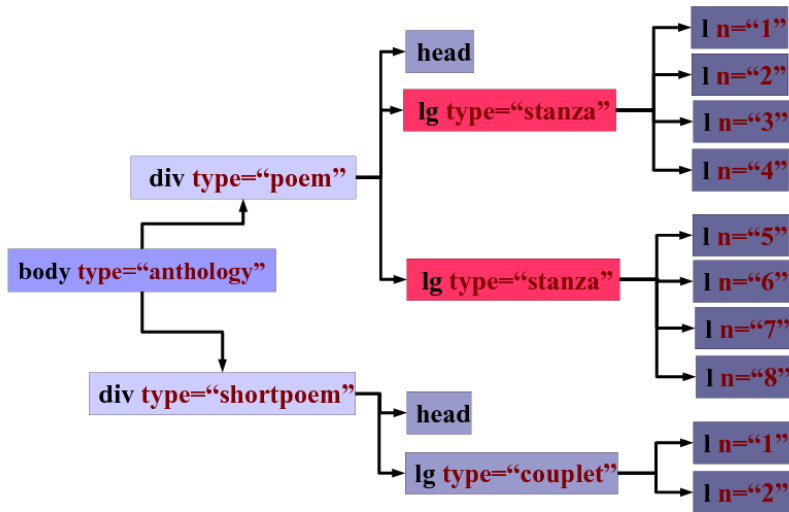 head
lg type=“stanza”
l n=“1”
l n=“2”
l n=“3”
l n=“4”
div type=“poem”
lg type=“stanza”
l n=“5”
l n=“6”
l n=“7”
l n=“8”
body type=“anthology”
div type=“shortpoem”
head
lg type=“couplet”
l n=“1”
l n=“2”